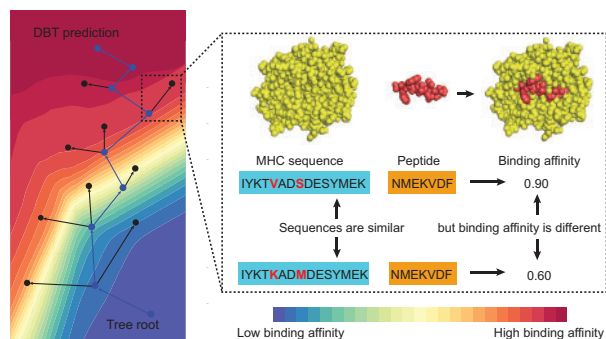 DBT prediction
Tree root
MHC sequence
Peptide
Binding affinity
IYKTVADSDESYMEK
NMEKVDF
0.90
Sequences are similar
but binding affinity is different
IYKTKADMDESYMEK
NMEKVDF
0.60
Low binding affinity
High binding affinity